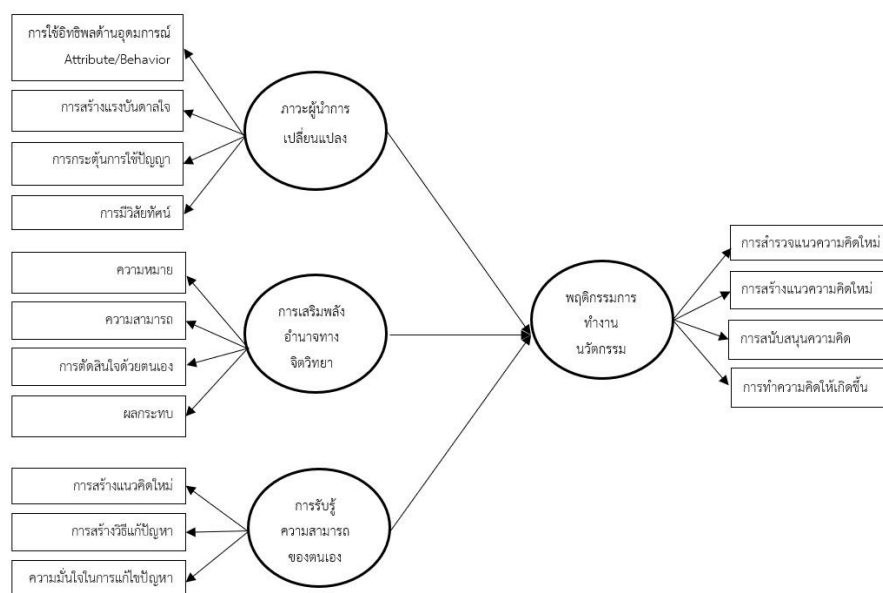 การใช้อิทธิพลด้านอุดมการณ์
Attribute/Behavior
การสร้างแรงบันดาลใจ
การกระตุ้นการใช้ปัญญา
การมีวิสัยทัศน์
ภาวะผู้นำการ
เปลี่ยนแปลง
ความหมาย
ความสามารถ
การตัดสินใจด้วยตนเอง
ผลกระทบ
การเสริมพลัง
อำนาจทาง
จิตวิทยา
การสร้างแนวคิดใหม่
การสร้างวิธีแก้ปัญหา
ความมั่นใจในการแก้ไขปัญหา
การรับรู้
ความสามารถ
ของตนเอง
พฤติกรรมการ
ทำงาน
นวัตกรรม
การสำรวจแนวความคิดใหม่
การสร้างแนวความคิดใหม่
การสนับสนุนความคิด
การทำความคิดให้เกิดขึ้น